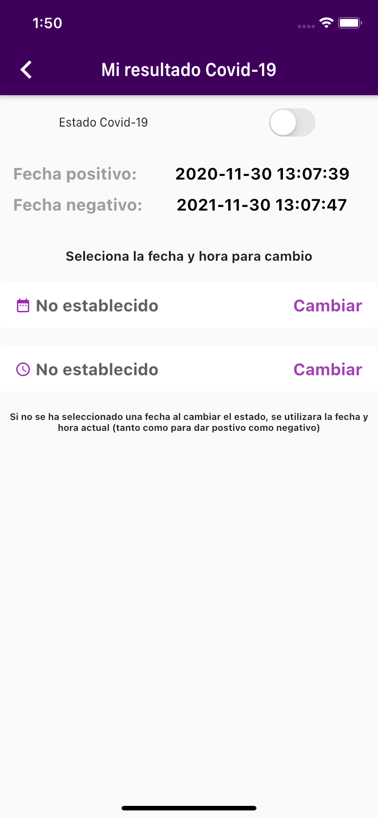 1:50
Mi resultado Covid-19
Estado Covid-19
Fecha positivo: 2020-11-30 13:07:39
Fecha negativo: 2021-11-30 13:07:47
Seleciona la fecha y hora para cambio
No establecido Cambiar
No establecido Cambiar
Si no se ha seleccionado una fecha al cambiar el estado, se utilizara la fecha y
hora actual (tanto como para dar postivo como negativo)